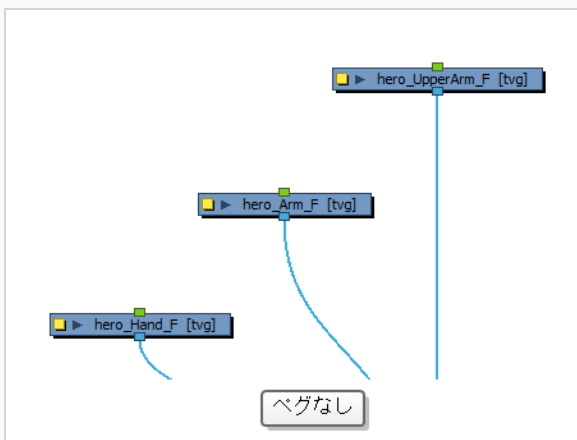 hero_UpperArm_F [tvg]
hero_Arm_F [tvg]
hero_Hand_F [tvg]
ペグなし